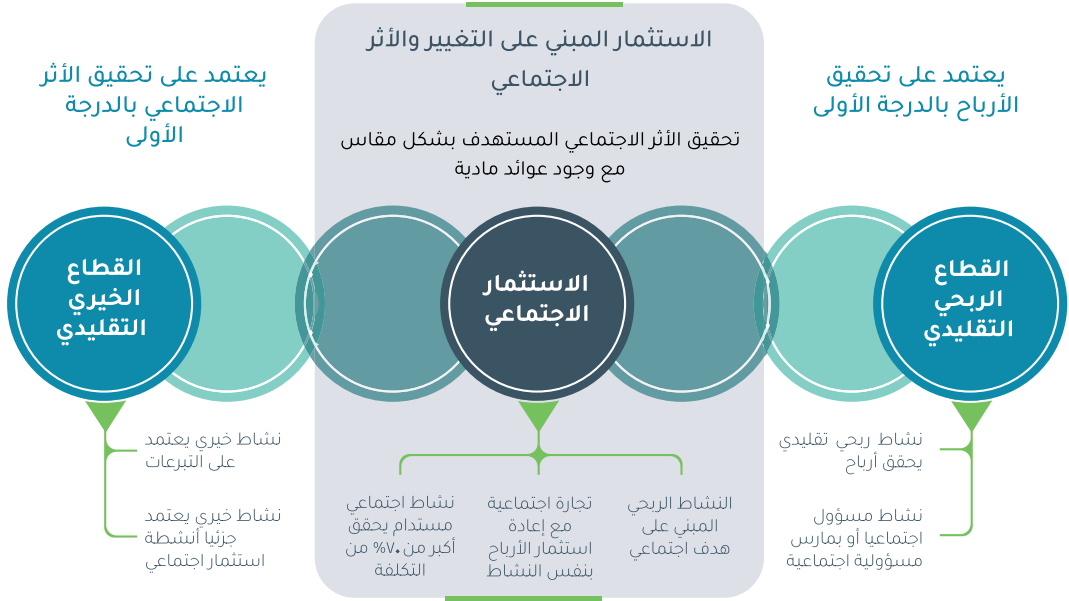 يعتمد على تحقيق
الأرباح بالدرجة الأولى
الاستثمار المبني على التغيير والأثر
الاجتماعي
تحقيق الأثر الاجتماعي المستهدف بشكل مقاس
مع وجود عوائد مادية
يعتمد على تحقيق الأثر
الاجتماعي بالدرجة
الأولى
القطاع
الربحي
التقليدي
الاستثمار
الاجتماعي
القطاع
الخيري
التقليدي
نشاط ربحي تقليدي
يحقق أرباح
نشاط مسؤول
اجتماعيا أو بمارس
مسؤولية اجتماعية
النشاط الربحي
المبني على
هدف اجتماعي
تجارة اجتماعية
مع إعادة
استثمار الأرباح
بنفس النشاط
نشاط اجتماعي
مستدام يحقق
أكبر من ٧٠% من
التكلفة
نشاط خيري يعتمد
على التبرعات
نشاط خيري يعتمد
جزئيا أنشطة
استثمار اجتماعي